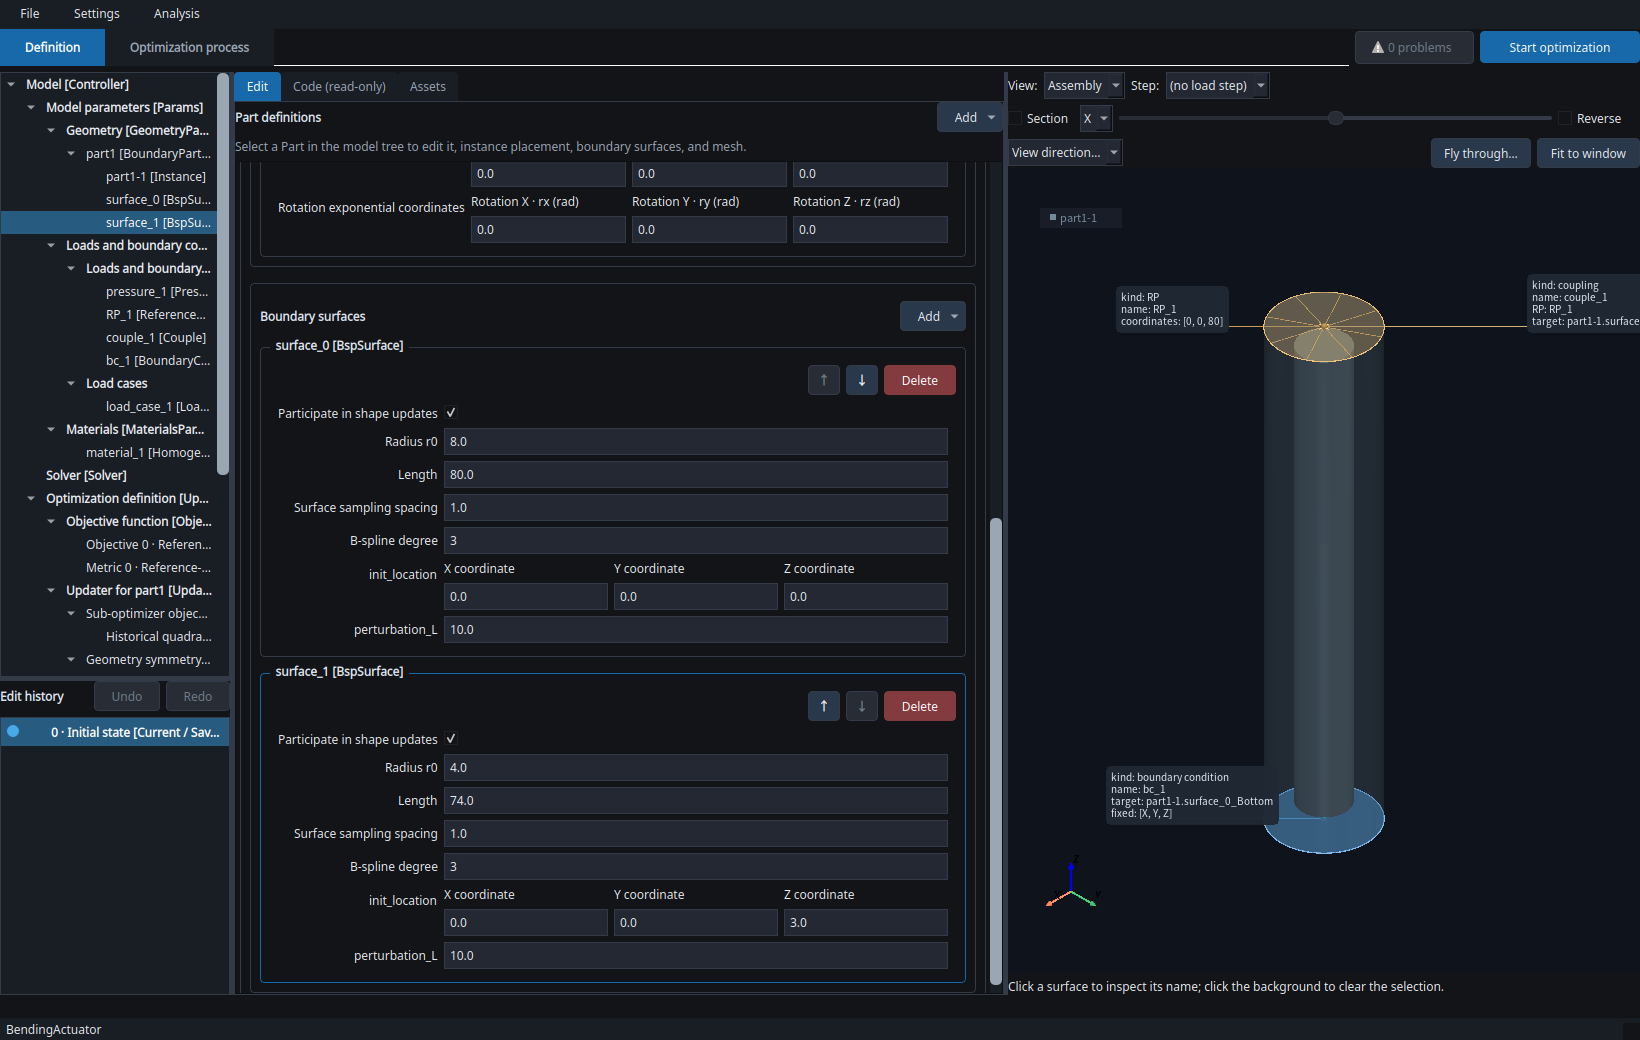 File Settings Analysis
Definition Optimization process 0 problems Start optimization
Model [Controller]
Model parameters [Params]
Geometry [GeometryPa...
part1 [BoundaryPart...
part1-1 [Instance]
surface_0 [BspSu...
surface_1 [BspSu...
Loads and boundary co...
Loads and boundary...
pressure_1 [Pres...
RP_1 [Reference...
couple_1 [Couple]
bc_1 [BoundaryC...
Load cases
load_case_1 [Loa...
Materials [MaterialsPar...
material_1 [Homoge...
Solver [Solver]
Optimization definition [Up...
Objective function [Obje...
Objective 0 · Referen...
Metric 0 · Reference-...
Updater for part1 [Upda...
Sub-optimizer objec...
Historical quadra...
Geometry symmetry...
Edit history Undo Redo
0 · Initial state [Current / Sav...
Edit Code (read-only) Assets
Part definitions Add
Select a Part in the model tree to edit it, instance placement, boundary surfaces, and mesh.
0.0 0.0 0.0
Rotation exponential coordinates Rotation X · rx (rad) Rotation Y · ry (rad) Rotation Z · rz (rad)
0.0 0.0 0.0
Boundary surfaces Add
surface_0 [BspSurface]
↑ ↓ Delete
Participate in shape updates ✓
Radius r0 8.0
Length 80.0
Surface sampling spacing 1.0
B-spline degree 3
init_location X coordinate Y coordinate Z coordinate
0.0 0.0 0.0
perturbation_L 10.0
surface_1 [BspSurface]
↑ ↓ Delete
Participate in shape updates ✓
Radius r0 4.0
Length 74.0
Surface sampling spacing 1.0
B-spline degree 3
init_location X coordinate Y coordinate Z coordinate
0.0 0.0 3.0
perturbation_L 10.0
View: Assembly Step: (no load step)
Section X Reverse
View direction... Fly through... Fit to window
part1-1
kind: RP
name: RP_1
coordinates: [0, 0, 80]
kind: coupling
name: couple_1
RP: RP_1
target: part1-1.surface
kind: boundary condition
name: bc_1
target: part1-1.surface_0_Bottom
fixed: [X, Y, Z]
Z
Y
Click a surface to inspect its name; click the background to clear the selection.
BendingActuator